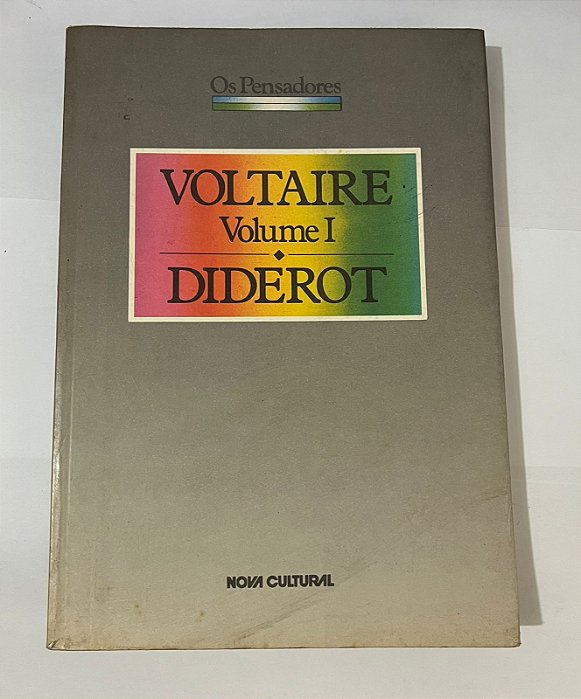 Os Pensadores
VOLTAIRE
Volume I
DIDEROT
NOVA CULTURAL